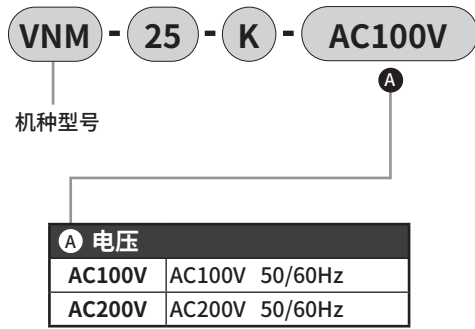 VNM - 25 - K - AC100V
A
机种型号
A 电压
AC100V AC100V 50/60Hz
AC200V AC200V 50/60Hz